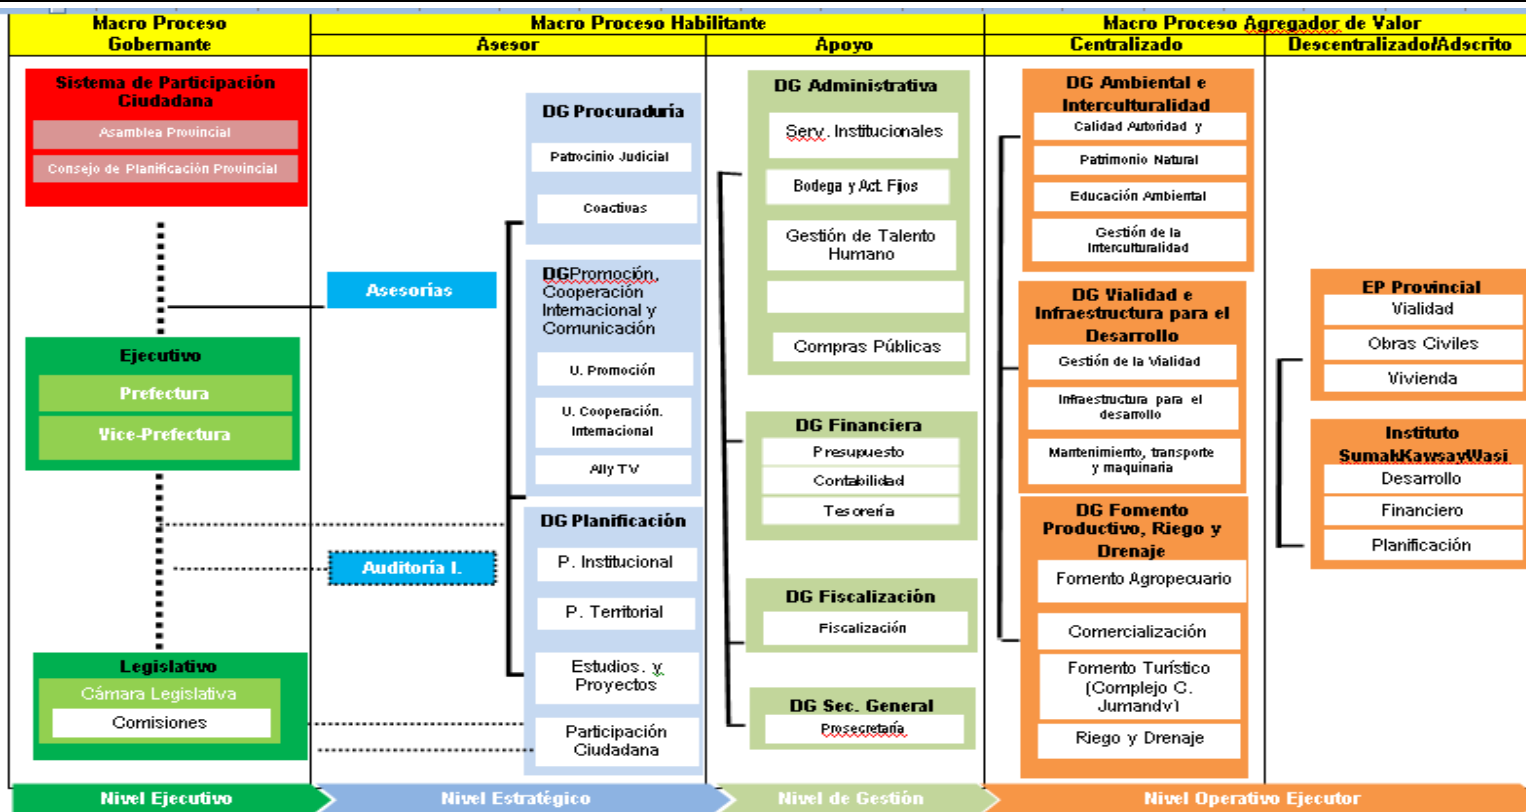 Macro Proceso
Gobernante
Macro Proceso Habilitante
Asesor
Apoyo
Macro Proceso Agregador de Valor
Centralizado
Descentralizado/Adscrito
Sistema de Participación
Ciudadana
Asamblea Provincial
Consejo de Planificación Provincial
Ejecutivo
Prefectura
Vice-Prefectura
Legislativo
Cámara Legislativa
Comisiones
Asesorías
Auditoría I.
DG Procuraduría
Patrocinio Judicial
Coactivas
DGPromoción,
Cooperación
Internacional y
Comunicación
U. Promoción
U. Cooperación.
Internacional
Ally TV
DG Planificación
P. Institucional
P. Territorial
Estudios. y
Proyectos
Participación
Ciudadana
DG Administrativa
Serv. Institucionales
Bodega y Act. Fijos
Gestión de Talento
Humano
Compras Públicas
DG Financiera
Presupuesto
Contabilidad
Tesorería
DG Fiscalización
Fiscalización
DG Sec. General
Prosecretaría
DG Ambiental e
Interculturalidad
Calidad Autoridad y
Patrimonio Natural
Educación Ambiental
Gestión de la
Interculturalidad
DG Vialidad e
Infraestructura para el
Desarrollo
Gestión de la Vialidad
Infraestructura para el
desarrollo
Mantenimiento, transporte
y maquinaria
DG Fomento
Productivo, Riego y
Drenaje
Fomento Agropecuario
Comercialización
Fomento Turístico
(Complejo C.
Jumandy)
Riego y Drenaje
EP Provincial
Vialidad
Obras Civiles
Vivienda
Instituto
SumakKawsayWasi
Desarrollo
Financiero
Planificación
Nivel Ejecutivo
Nivel Estratégico
Nivel de Gestión
Nivel Operativo Ejecutor